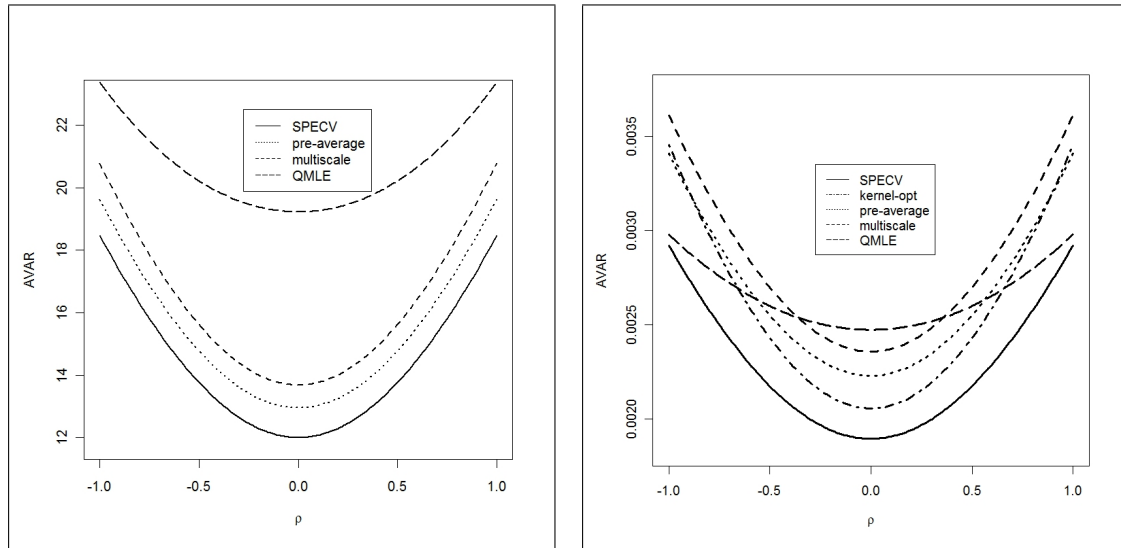 AVAR
22
20
18
16
14
12
SPECV
pre-average
multiscale
QMLE
-1.0 -0.5 0.0 0.5 1.0
ρ
AVAR
0.0035
0.0030
0.0025
0.0020
SPECV
kernel-opt
pre-average
multiscale
QMLE
-1.0 -0.5 0.0 0.5 1.0
ρ